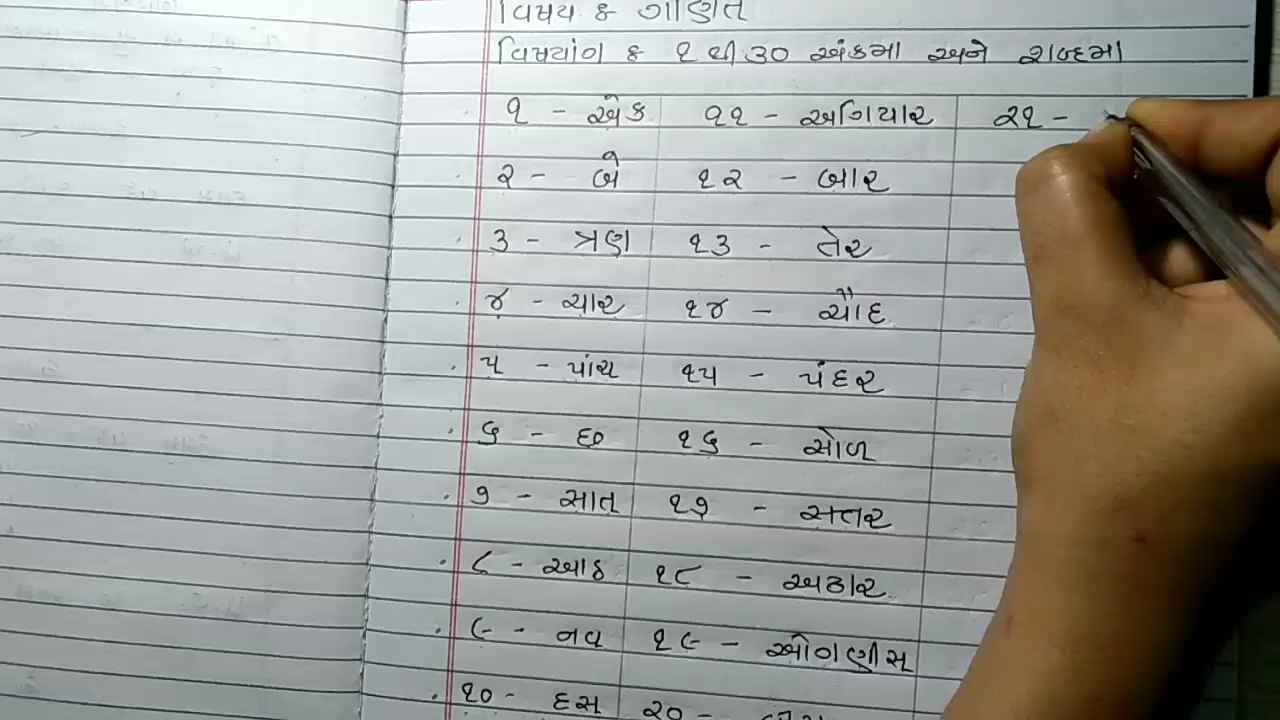 વિષય : ગણિત
વિષયાંગ : ૧ થી ૩૦ અંકમા અને શબ્દમા
૧ - એક ૧૧ - અગિયાર ૨૧ -
૨ - બે ૧૨ - બાર
૩ - ત્રણ ૧૩ - તેર
૪ - ચાર ૧૪ - ચૌદ
૫ - પાંચ ૧૫ - પંદર
૬ - છ ૧૬ - સોળ
૭ - સાત ૧૭ - સત્તર
૮ - આઠ ૧૮ - અઢાર
૯ - નવ ૧૯ - ઓગણીસ
૧૦ - દસ ૨૦ -